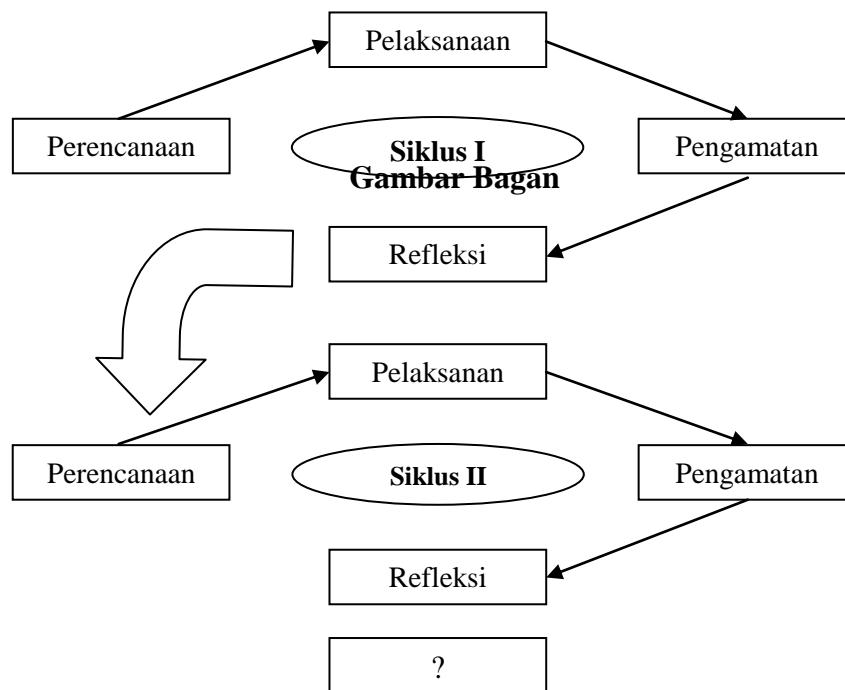 Pelaksanaan
Perencanaan
Siklus I
Pengamatan
Gambar Bagan
Refleksi
Pelaksanan
Perencanaan
Siklus II
Pengamatan
Refleksi
?